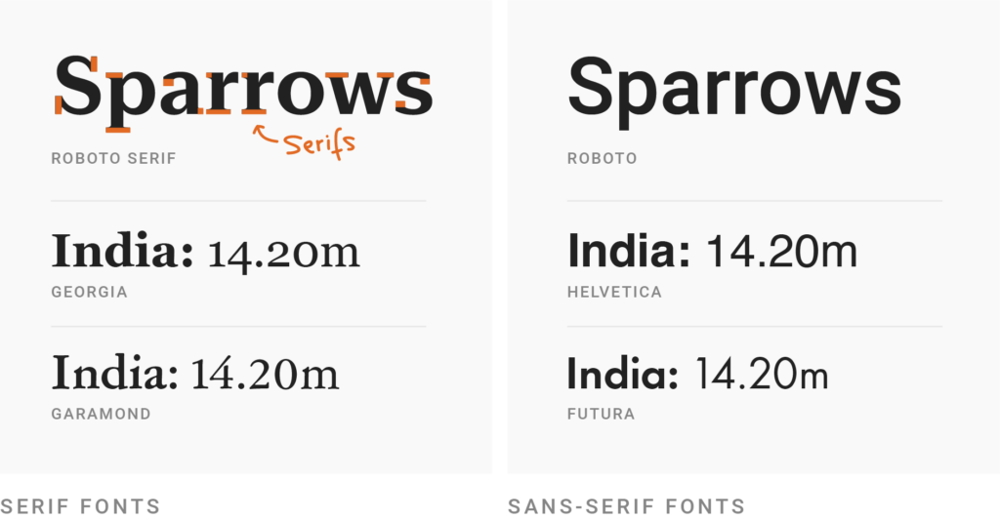 Sparrows
Serifs
ROBOTO SERIF
India: 14.20m
GEORGIA
India: 14.20m
GARAMOND
SERIF FONTS
Sparrows
ROBOTO
India: 14.20m
HELVETICA
India: 14.20m
FUTURA
SANS-SERIF FONTS